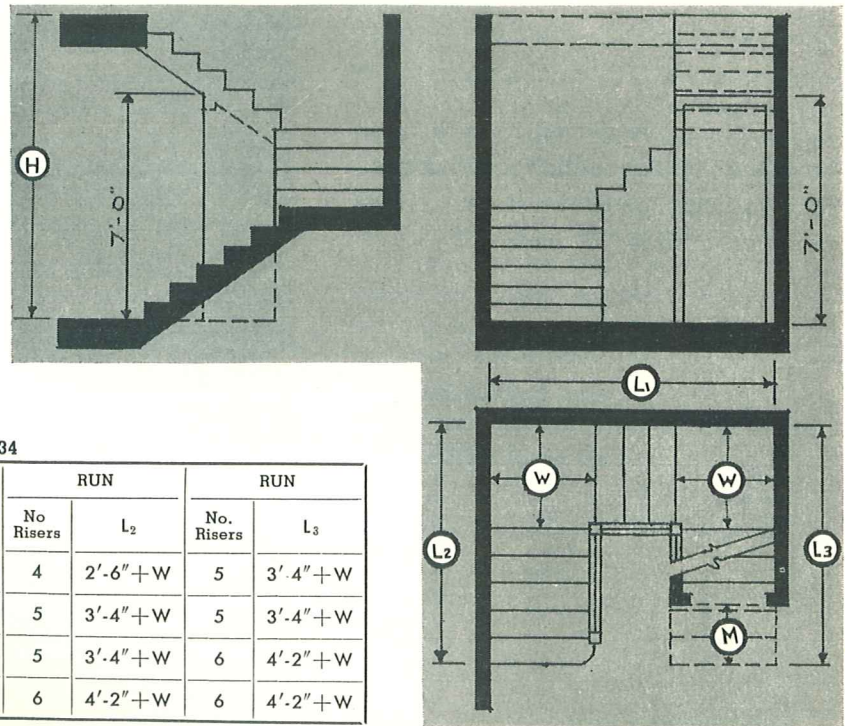 H
7'-0"
7'-0"
L1
34
RUN RUN
No Risers L2 No. Risers L3
4 2'-6"+W 5 3'-4"+W
5 3'-4"+W 5 3'-4"+W
5 3'-4"+W 6 4'-2"+W
6 4'-2"+W 6 4'-2"+W
W W
L2 L3
M